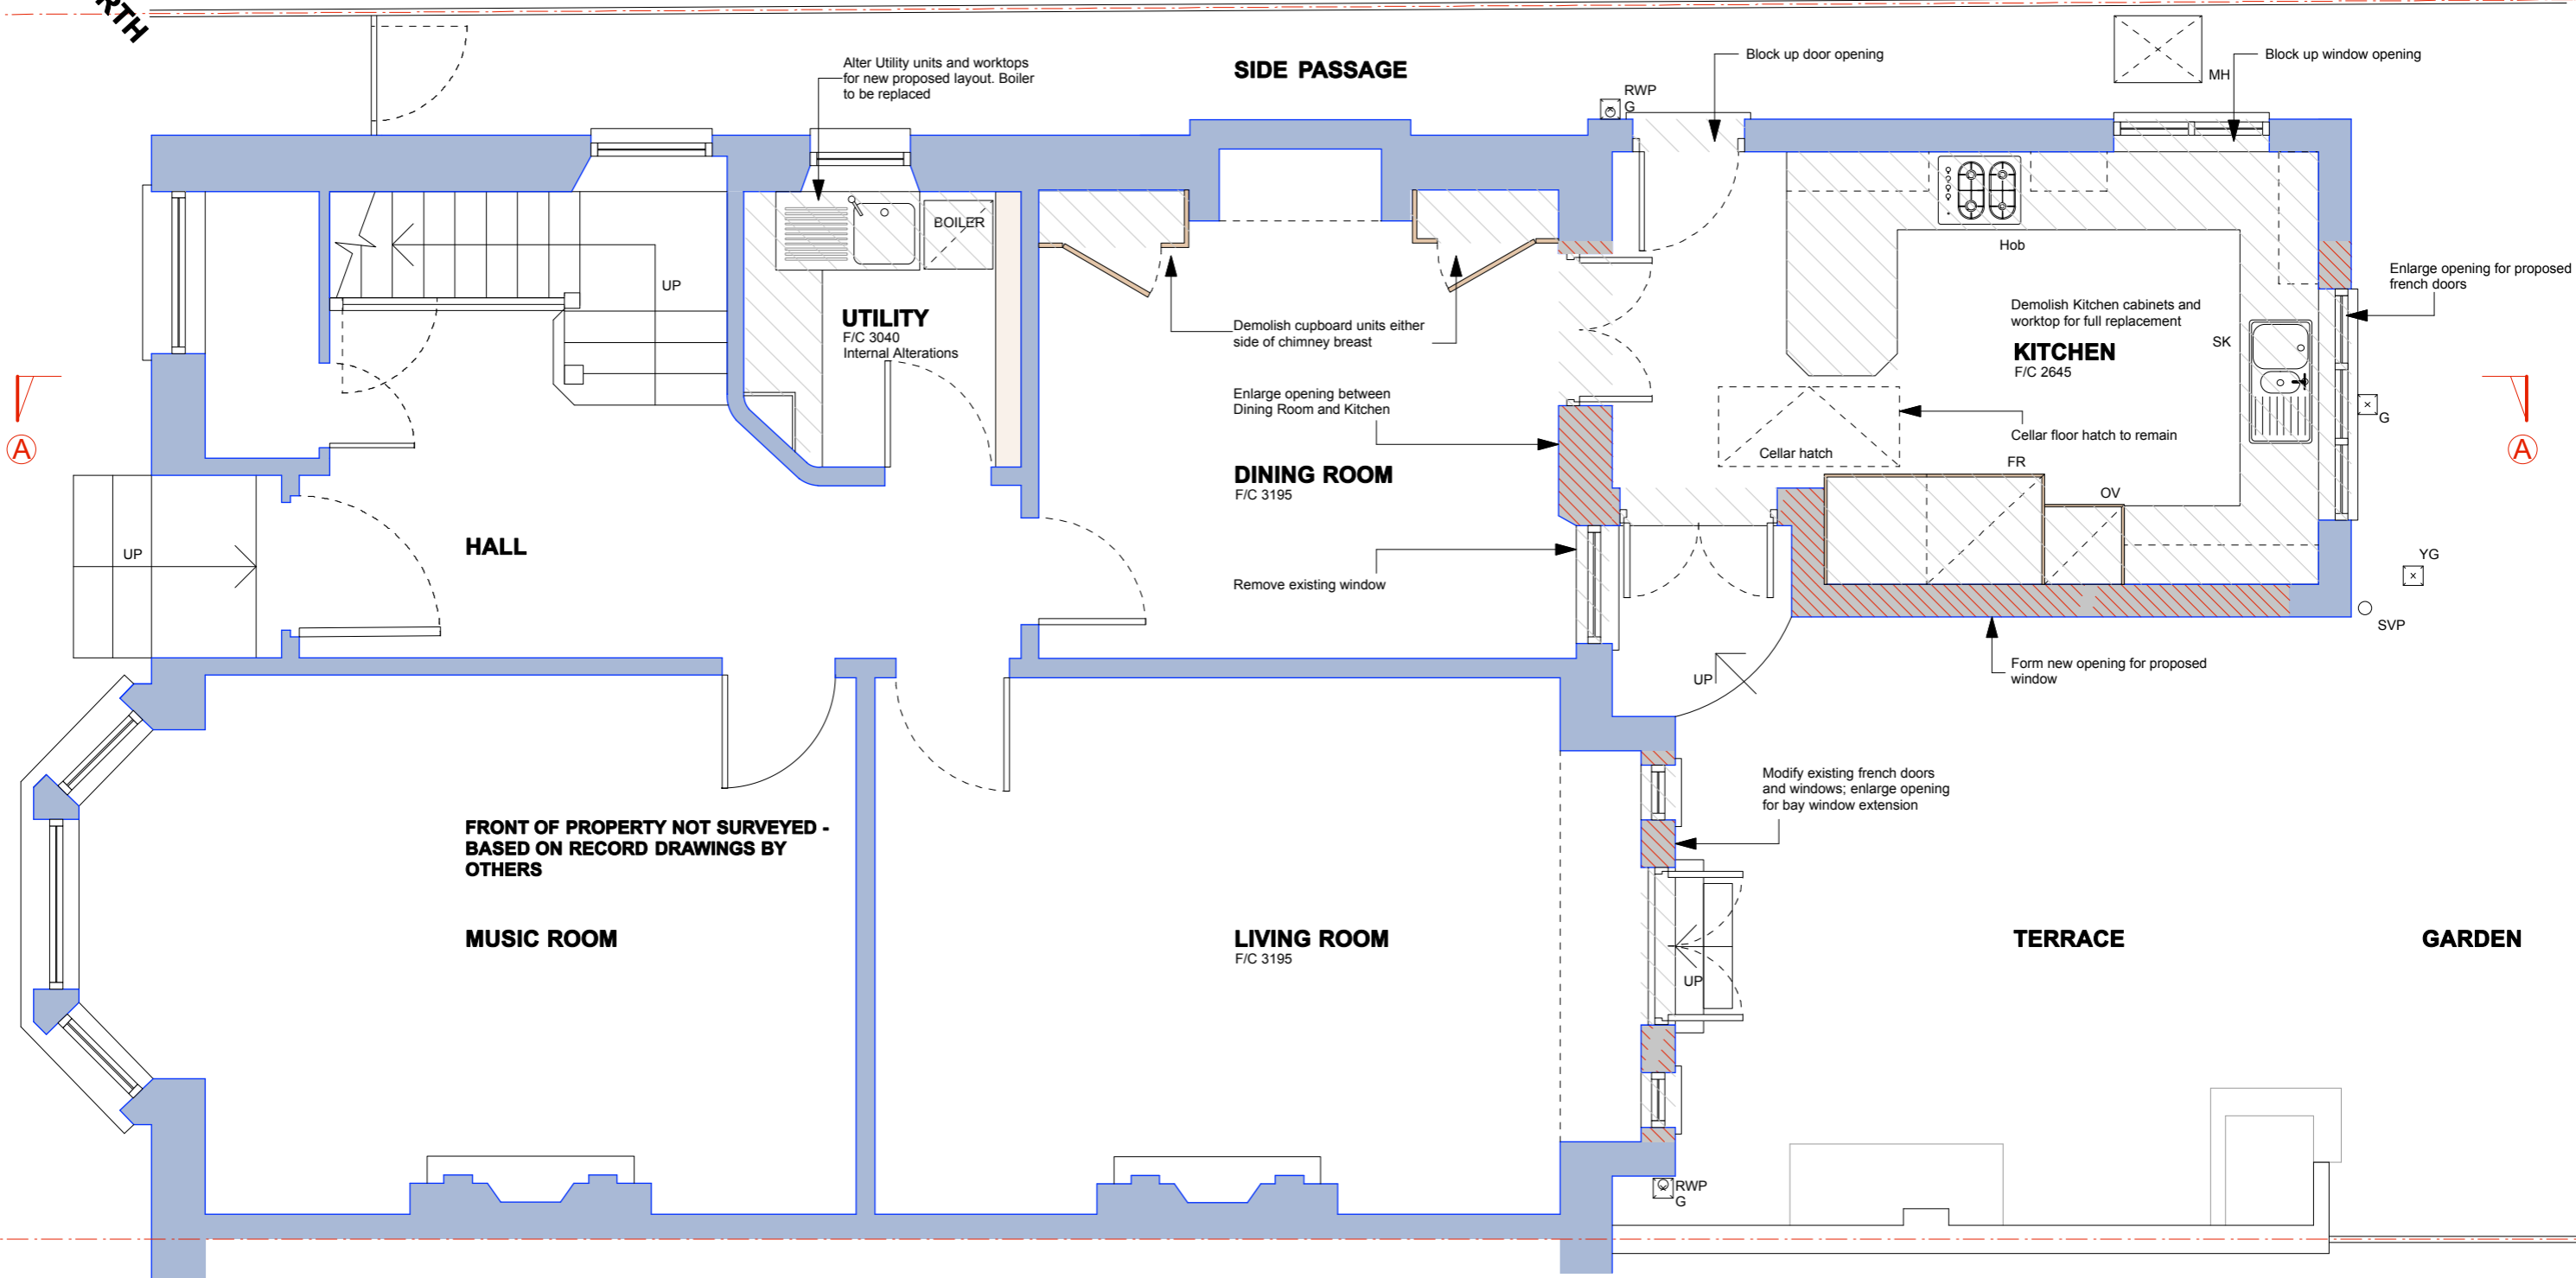 RTH
Alter Utility units and worktops
for new proposed layout. Boiler
to be replaced
SIDE PASSAGE
RWP
G
Block up door opening
MH
Block up window opening
UP
BOILER
UTILITY
F/C 3040
Internal Alterations
Demolish cupboard units either
side of chimney breast
Enlarge opening between
Dining Room and Kitchen
DINING ROOM
F/C 3195
Remove existing window
Hob
Demolish Kitchen cabinets and
worktop for full replacement
KITCHEN
F/C 2645
SK
Enlarge opening for proposed
french doors
G
Cellar floor hatch to remain
Cellar hatch
FR
OV
A
A
YG
SVP
UP
HALL
UP
Form new opening for proposed
window
Modify existing french doors
and windows; enlarge opening
for bay window extension
FRONT OF PROPERTY NOT SURVEYED -
BASED ON RECORD DRAWINGS BY
OTHERS
MUSIC ROOM
LIVING ROOM
F/C 3195
UP
TERRACE
GARDEN
RWP
G